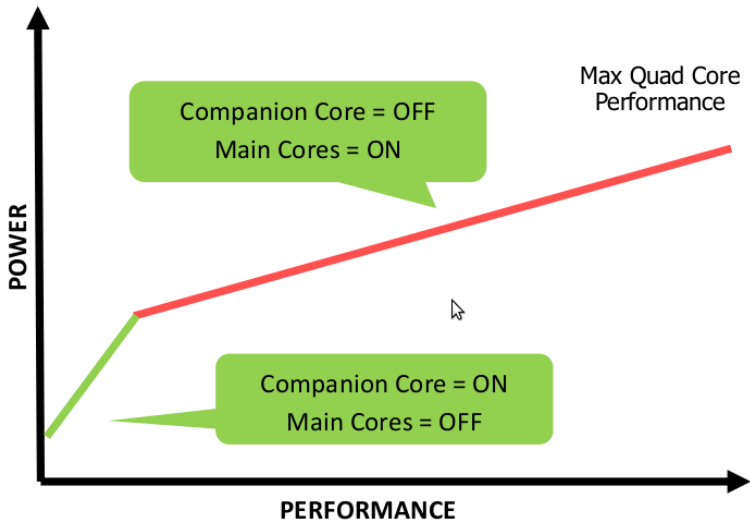 Max Quad Core
Performance
Companion Core = OFF
Main Cores = ON
POWER
Companion Core = ON
Main Cores = OFF
PERFORMANCE